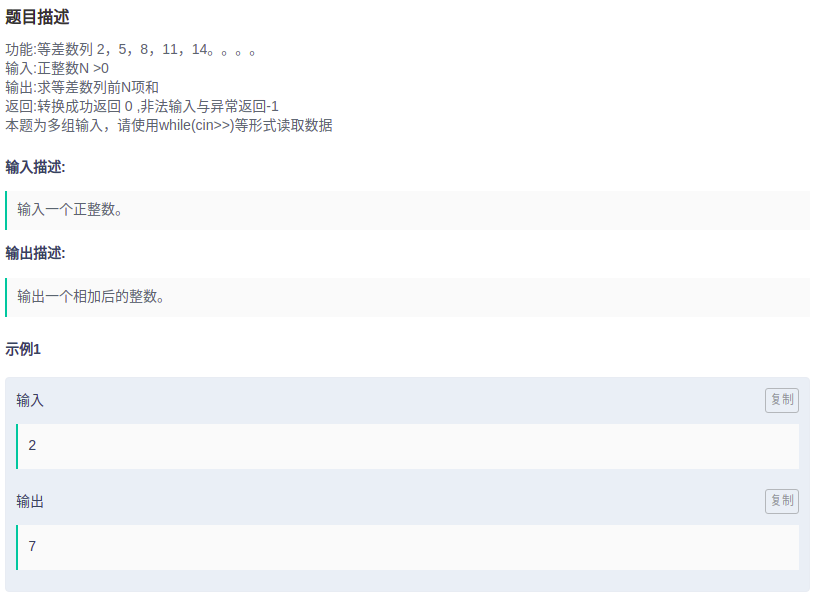 题目描述
功能:等差数列 2，5，8，11，14。。。。
输入:正整数N >0
输出:求等差数列前N项和
返回:转换成功返回 0 ,非法输入与异常返回-1
本题为多组输入，请使用while(cin>>)等形式读取数据
输入描述:
输入一个正整数。
输出描述:
输出一个相加后的整数。
示例1
输入
复制
2
输出
复制
7